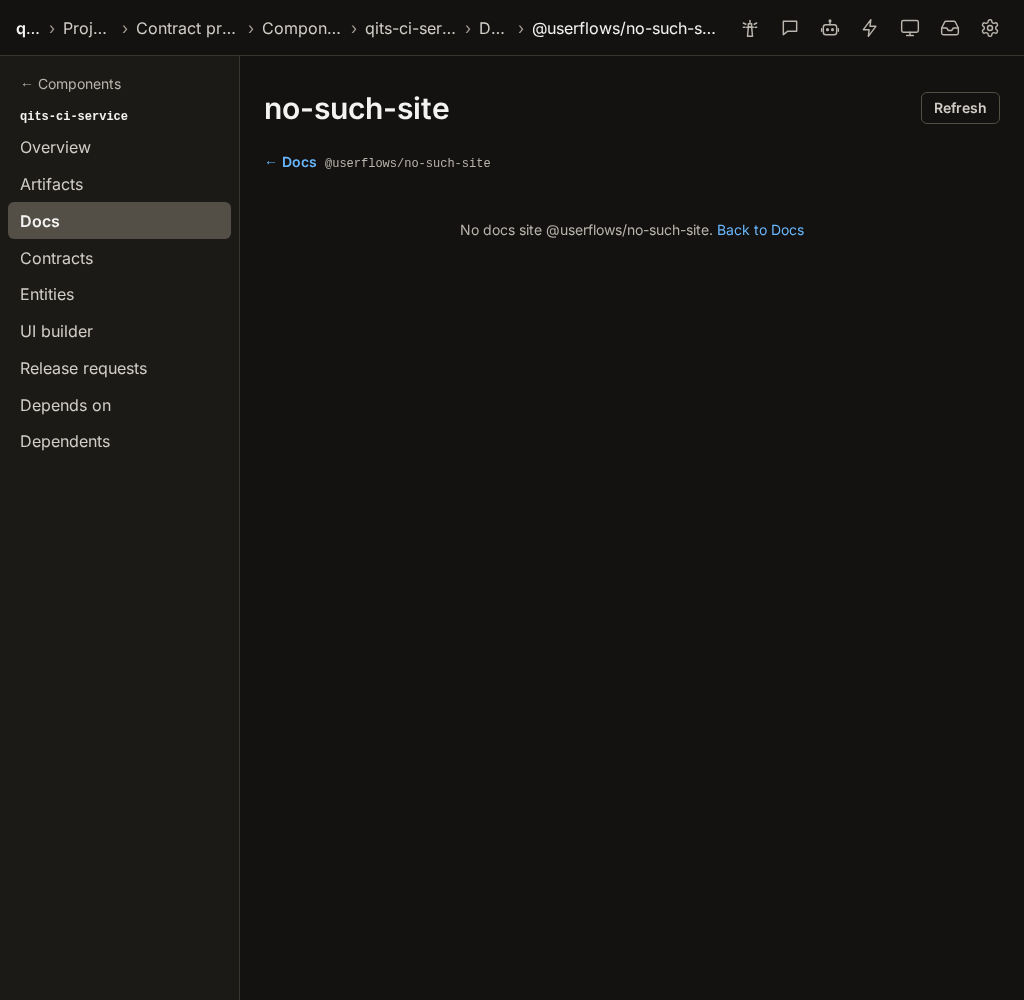 q... › Proj... › Contract pr... › Compon... › qits-ci-ser... › D... › @userflows/no-such-s...
← Components
qits-ci-service
Overview
Artifacts
Docs
Contracts
Entities
UI builder
Release requests
Depends on
Dependents
no-such-site
Refresh
← Docs @userflows/no-such-site
No docs site @userflows/no-such-site. Back to Docs